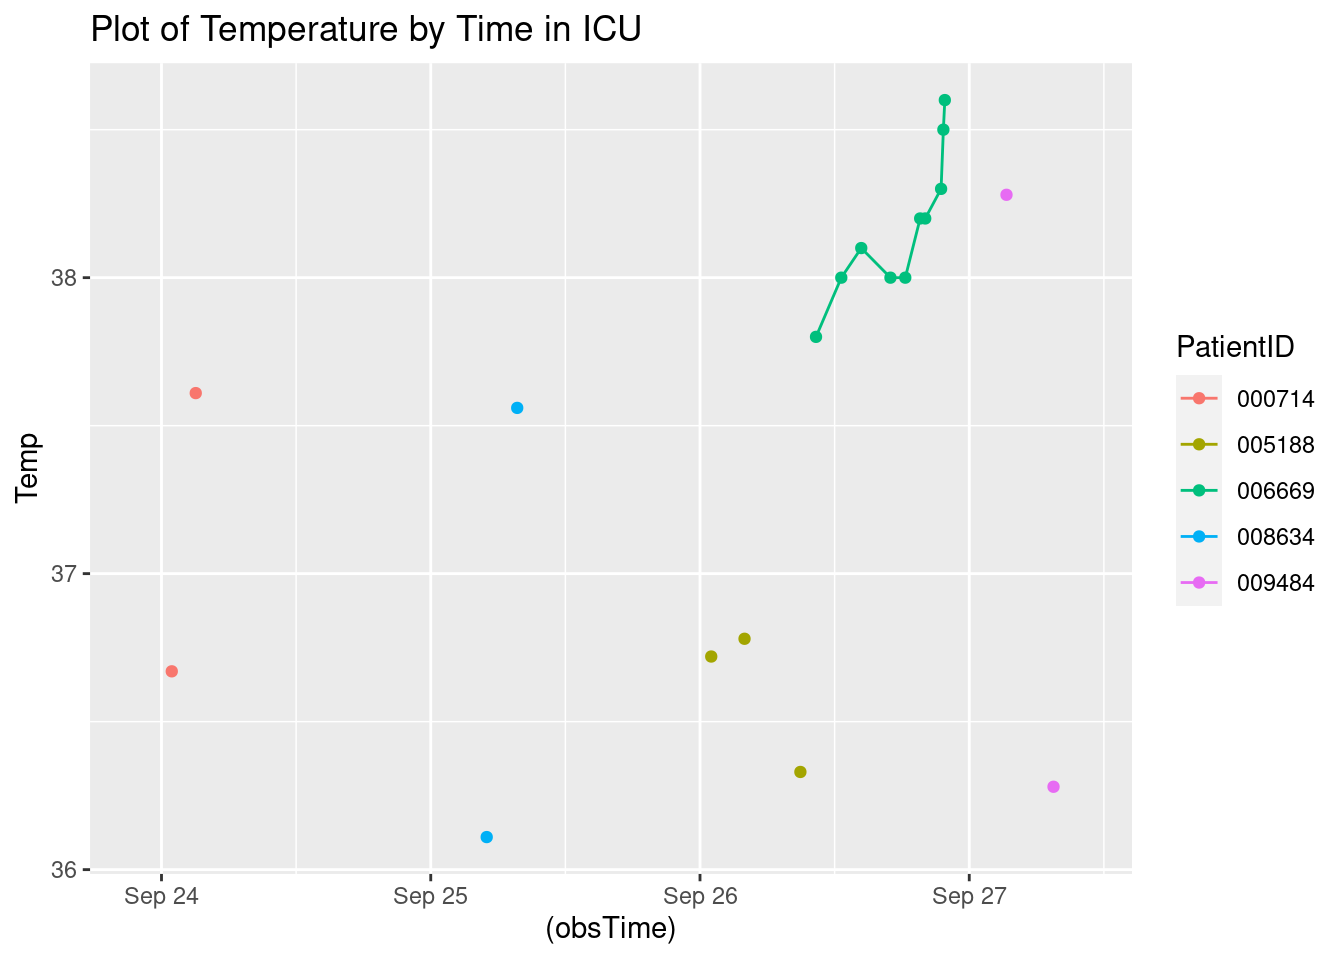 Plot of Temperature by Time in ICU
Temp
38
37
36
Sep 24
Sep 25
Sep 26
Sep 27
(obsTime)
PatientID
000714
005188
006669
008634
009484